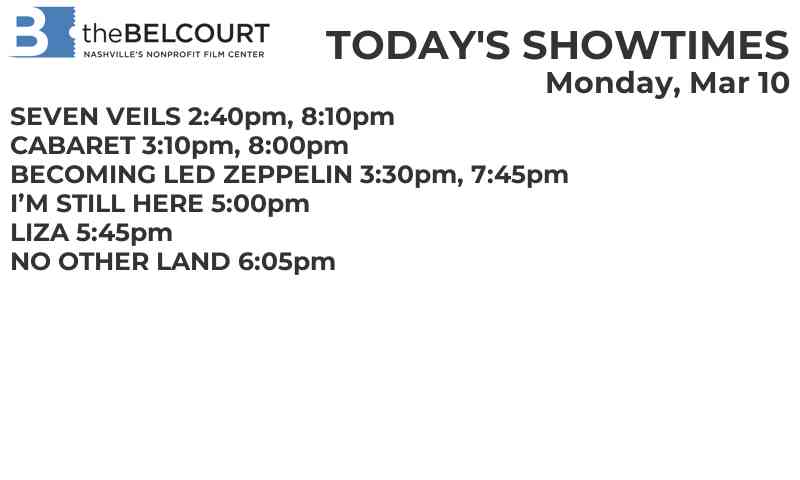 B theBELCOURT
NASHVILLE'S NONPROFIT FILM CENTER
TODAY'S SHOWTIMES
Monday, Mar 10
SEVEN VEILS 2:40pm, 8:10pm
CABARET 3:10pm, 8:00pm
BECOMING LED ZEPPELIN 3:30pm, 7:45pm
I’M STILL HERE 5:00pm
LIZA 5:45pm
NO OTHER LAND 6:05pm